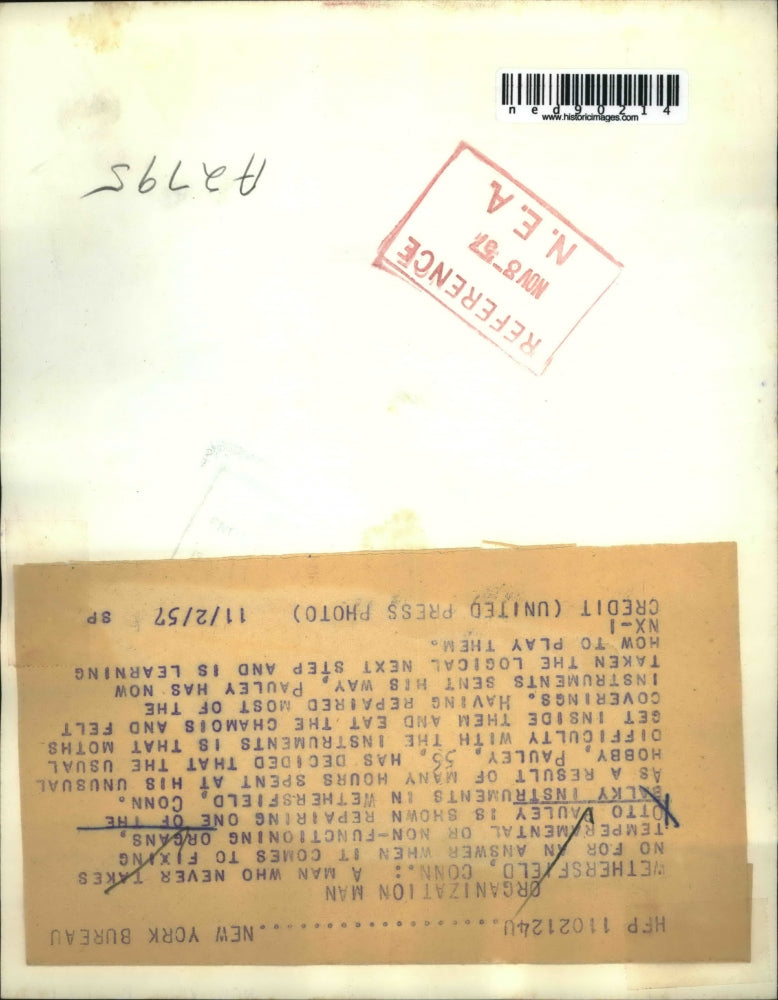 ned90214
www.historicimages.com
A2795
REFERENCE
NOV 8 '57
N.E.A.
HFP 1102124U..................NEW YORK BUREAU
ORGANIZATION MAN
WETHERSFIELD, CONN.: A MAN WHO NEVER TAKES
NO FOR AN ANSWER WHEN IT COMES TO FIXING
TEMPERAMENTAL OR NON-FUNCTIONING ORGANS,
OTTO PAULEY IS SHOWN REPAIRING ONE OF THE
BALKY INSTRUMENTS IN WETHERSFIELD, CONN.
AS A RESULT OF MANY HOURS SPENT AT HIS UNUSUAL
HOBBY, PAULEY, 56, HAS DECIDED THAT THE USUAL
DIFFICULTY WITH THE INSTRUMENTS IS THAT MOTHS
GET INSIDE THEM AND EAT THE CHAMOIS AND FELT
COVERINGS. HAVING REPAIRED MOST OF THE
INSTRUMENTS SENT HIS WAY, PAULEY HAS NOW
TAKEN THE LOGICAL NEXT STEP AND IS LEARNING
HOW TO PLAY THEM.
NX-1
CREDIT (UNITED PRESS PHOTO) 11/2/57 SP